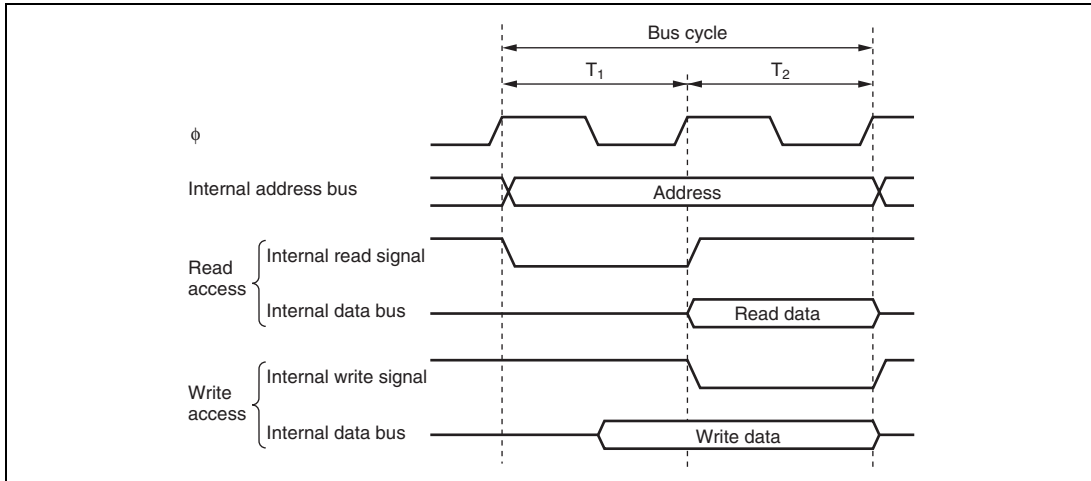 Bus cycle
T₁ T₂
ϕ
Internal address bus Address
Read access Internal read signal
Internal data bus Read data
Write access Internal write signal
Internal data bus Write data